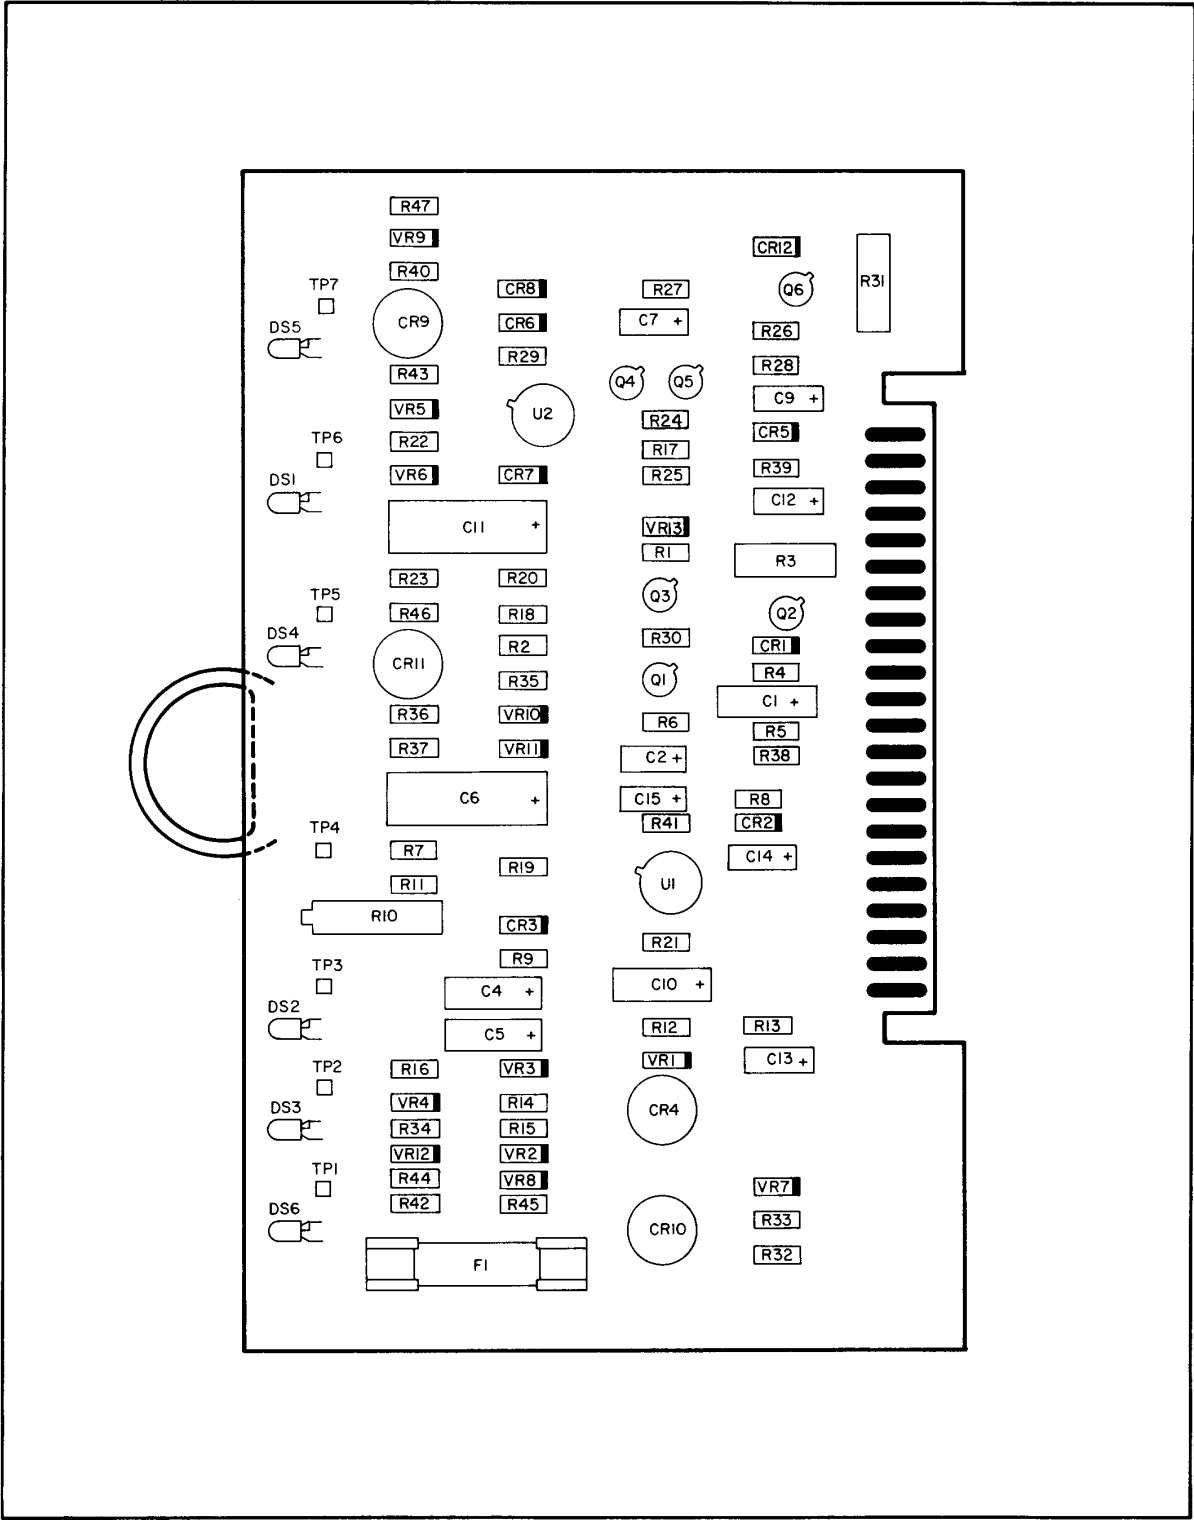 R47
VR9
CR12
R40
TP7
CR8
R27
Q6
R31
DS5
CR9
CR6
C7 +
R26
R29
R28
R43
Q4
Q5
C9 +
VR5
U2
R24
CR5
TP6
R22
R17
R39
DS1
VR6
CR7
R25
C12 +
C11 +
VR13
R1
R3
R23
R20
TP5
Q3
R46
R18
Q2
DS4
R30
R2
CR1
CR11
R4
R35
Q1
C1 +
R36
VR10
R6
R5
R37
VR11
C2 +
R38
C6 +
C15 +
R8
TP4
R41
CR2
R7
R19
C14 +
R11
U1
R10
CR3
R21
R9
TP3
C4 +
C10 +
DS2
C5 +
R12
R13
TP2
R16
VR3
VR1
C13 +
DS3
VR4
R14
CR4
R34
R15
VR12
VR2
TP1
R44
VR8
VR7
DS6
R42
R45
R33
CR10
R32
F1